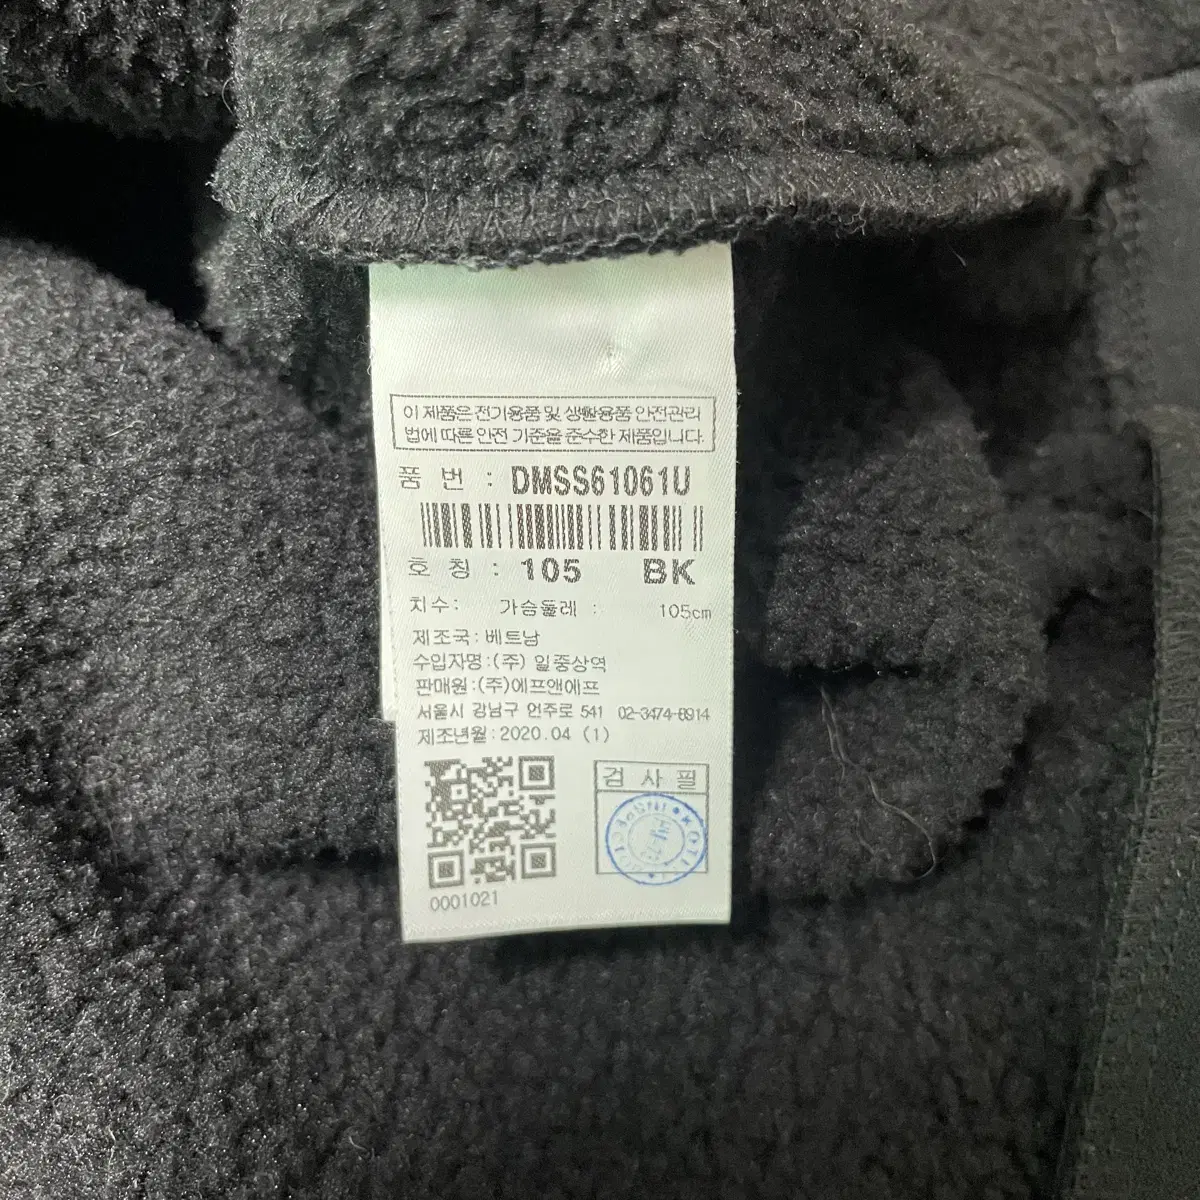 이 제품은 전기용품 및 생활용품 안전관리
법에 따른 안전 기준을 준수한 제품입니다.
품 번 : DMSS61061U
호 칭 : 105 BK
치수: 가슴둘레 : 105cm
제조국:베트남
수입자명:(주) 일중상역
판매원:(주)에프앤에프
서울시 강남구 언주로 541 02-3474-8914
제조년월:2020.04 (1)
검 사 필
0001021